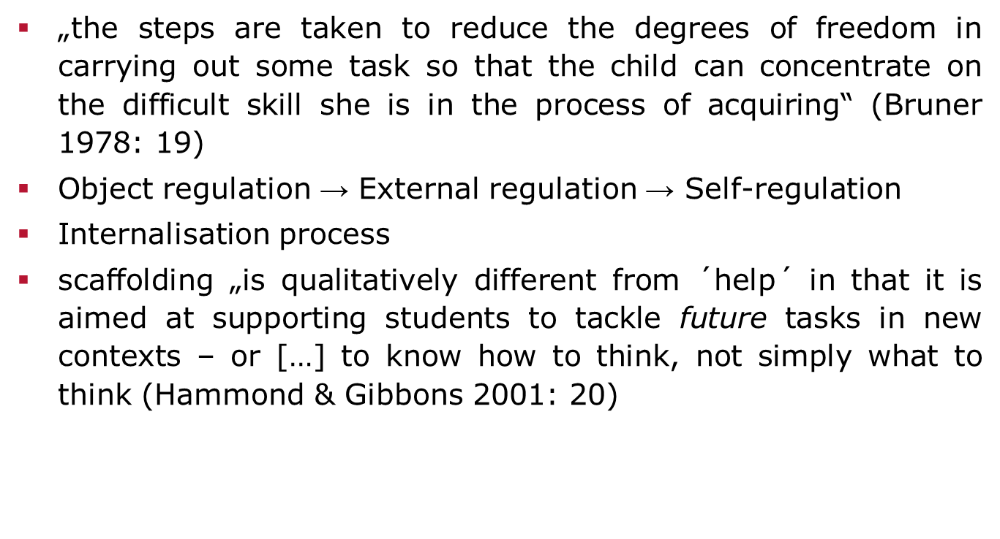 ▪ „the steps are taken to reduce the degrees of freedom in
carrying out some task so that the child can concentrate on
the difficult skill she is in the process of acquiring“ (Bruner
1978: 19)
▪ Object regulation → External regulation → Self-regulation
▪ Internalisation process
▪ scaffolding „is qualitatively different from ´help´ in that it is
aimed at supporting students to tackle future tasks in new
contexts – or […] to know how to think, not simply what to
think (Hammond & Gibbons 2001: 20)